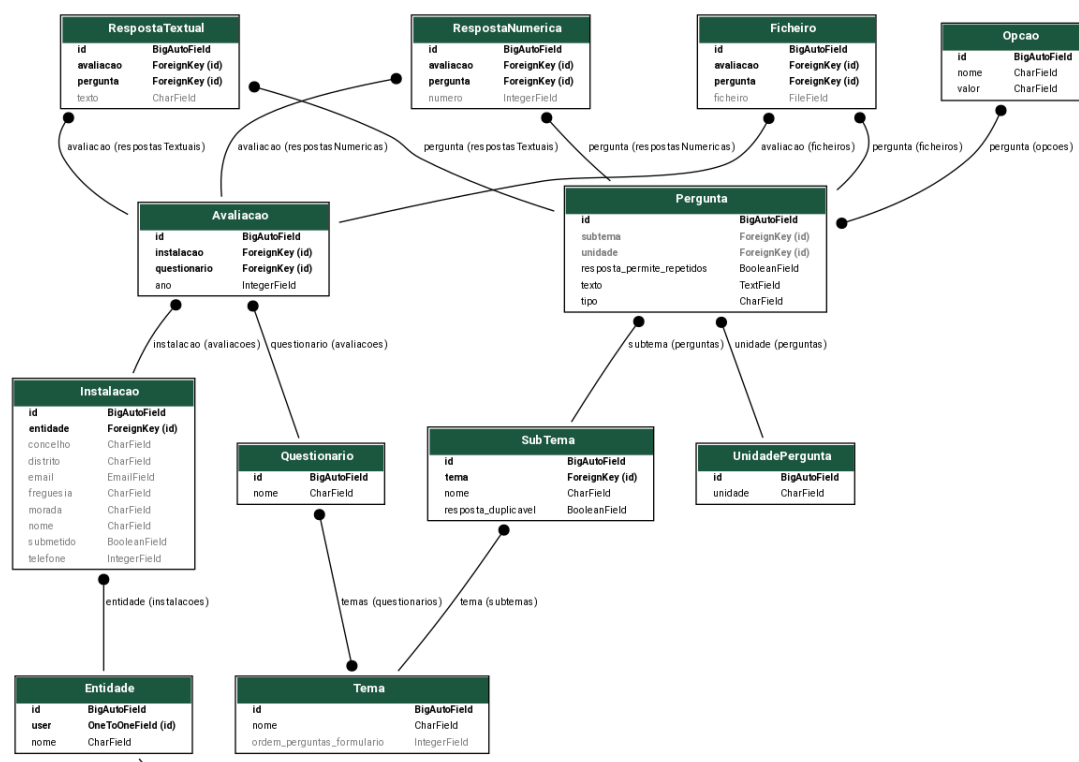 RespostaTextual
id BigAutoField
avaliacao ForeignKey (id)
pergunta ForeignKey (id)
texto CharField
RespostaNumerica
id BigAutoField
avaliacao ForeignKey (id)
pergunta ForeignKey (id)
numero IntegerField
Ficheiro
id BigAutoField
avaliacao ForeignKey (id)
pergunta ForeignKey (id)
ficheiro FileField
Opcao
id BigAutoField
nome CharField
valor CharField
avaliacao (respostasTextuais)
avaliacao (respostasNumericas)
pergunta (respostasTextuais)
pergunta (respostasNumericas)
avaliacao (ficheiros)
pergunta (ficheiros)
pergunta (opcoes)
Avaliacao
id BigAutoField
instalacao ForeignKey (id)
questionario ForeignKey (id)
ano IntegerField
Pergunta
id BigAutoField
subtema ForeignKey (id)
unidade ForeignKey (id)
resposta_permite_repetidos BooleanField
texto TextField
tipo CharField
instalacao (avaliacoes)
questionario (avaliacoes)
subtema (perguntas)
unidade (perguntas)
Instalacao
id BigAutoField
entidade ForeignKey (id)
concelho CharField
distrito CharField
email EmailField
freguesia CharField
morada CharField
nome CharField
submetido BooleanField
telefone IntegerField
Questionario
id BigAutoField
nome CharField
SubTema
id BigAutoField
tema ForeignKey (id)
nome CharField
resposta_duplicavel BooleanField
UnidadePergunta
id BigAutoField
unidade CharField
entidade (instalacoes)
temas (questionarios)
tema (subtemas)
Entidade
id BigAutoField
user OneToOneField (id)
nome CharField
Tema
id BigAutoField
nome CharField
ordem_perguntas_formulario IntegerField